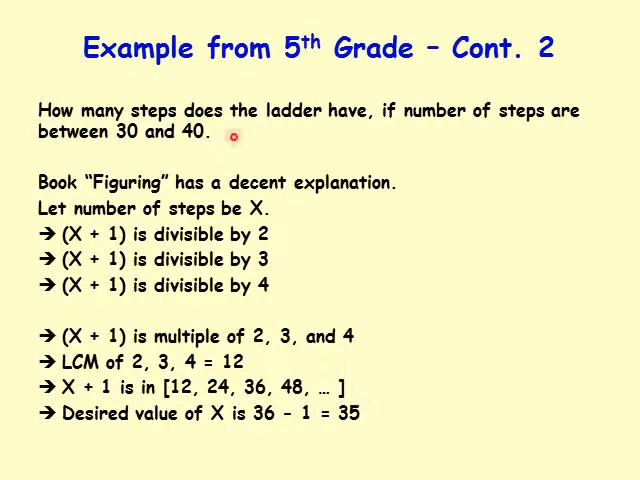 Example from 5th Grade – Cont. 2
How many steps does the ladder have, if number of steps are
between 30 and 40.
Book “Figuring” has a decent explanation.
Let number of steps be X.
→ (X + 1) is divisible by 2
→ (X + 1) is divisible by 3
→ (X + 1) is divisible by 4
→ (X + 1) is multiple of 2, 3, and 4
→ LCM of 2, 3, 4 = 12
→ X + 1 is in [12, 24, 36, 48, … ]
→ Desired value of X is 36 - 1 = 35